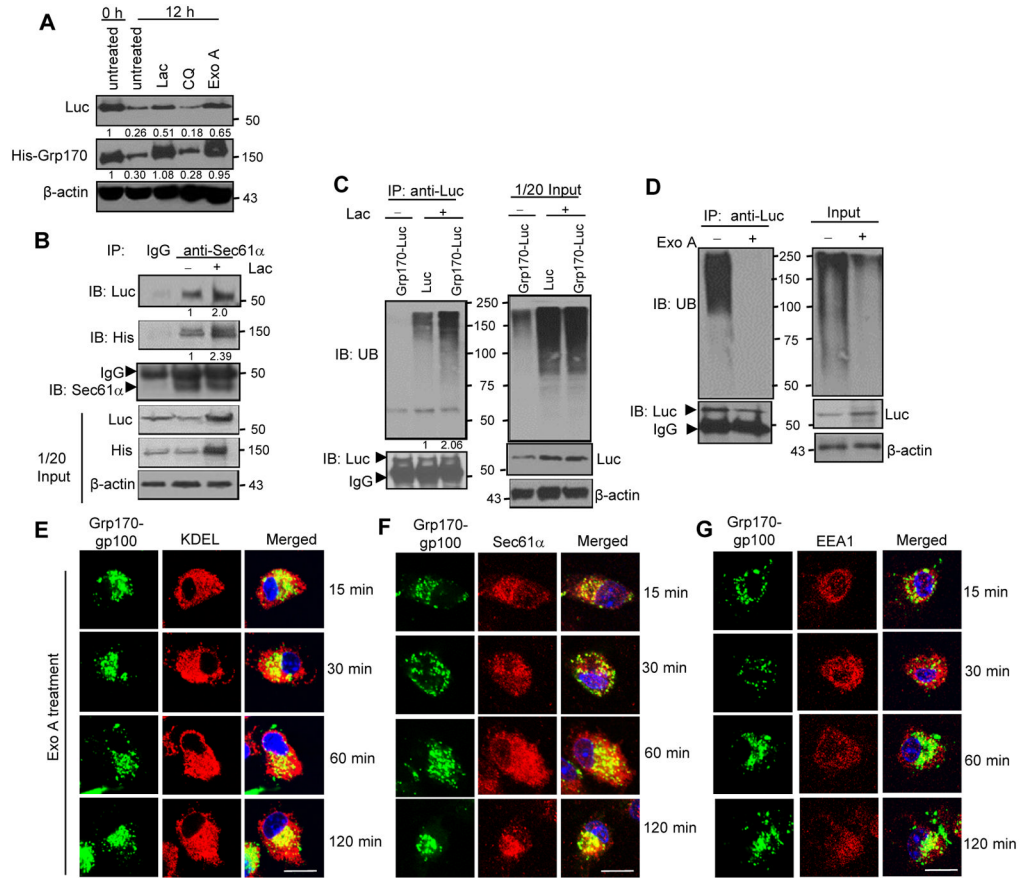 A
0 h
12 h
untreated
untreated
Lac
CQ
Exo A
Luc
50
1 0.26 0.51 0.18 0.65
His-Grp170
150
1 0.30 1.08 0.28 0.95
β-actin
43
B
IP: IgG anti-Sec61α
– + Lac
IB: Luc
50
1 2.0
IB: His
150
1 2.39
IgG
50
IB: Sec61α
1/20
Input
Luc
50
His
150
β-actin
43
C
IP: anti-Luc
1/20 Input
Lac – + – +
Grp170-Luc
Luc
Grp170-Luc
Grp170-Luc
Luc
Grp170-Luc
IB: UB
250
150
100
75
50
1 2.06
IB: Luc
IgG
50
Luc
43
β-actin
D
IP: anti-Luc
Input
Exo A – + – +
IB: UB
250
150
100
75
50
IB: Luc
IgG
50
Luc
43
β-actin
E
Grp170-
gp100
KDEL
Merged
Exo A treatment
15 min
30 min
60 min
120 min
F
Grp170-
gp100
Sec61α
Merged
15 min
30 min
60 min
120 min
G
Grp170-
gp100
EEA1
Merged
15 min
30 min
60 min
120 min